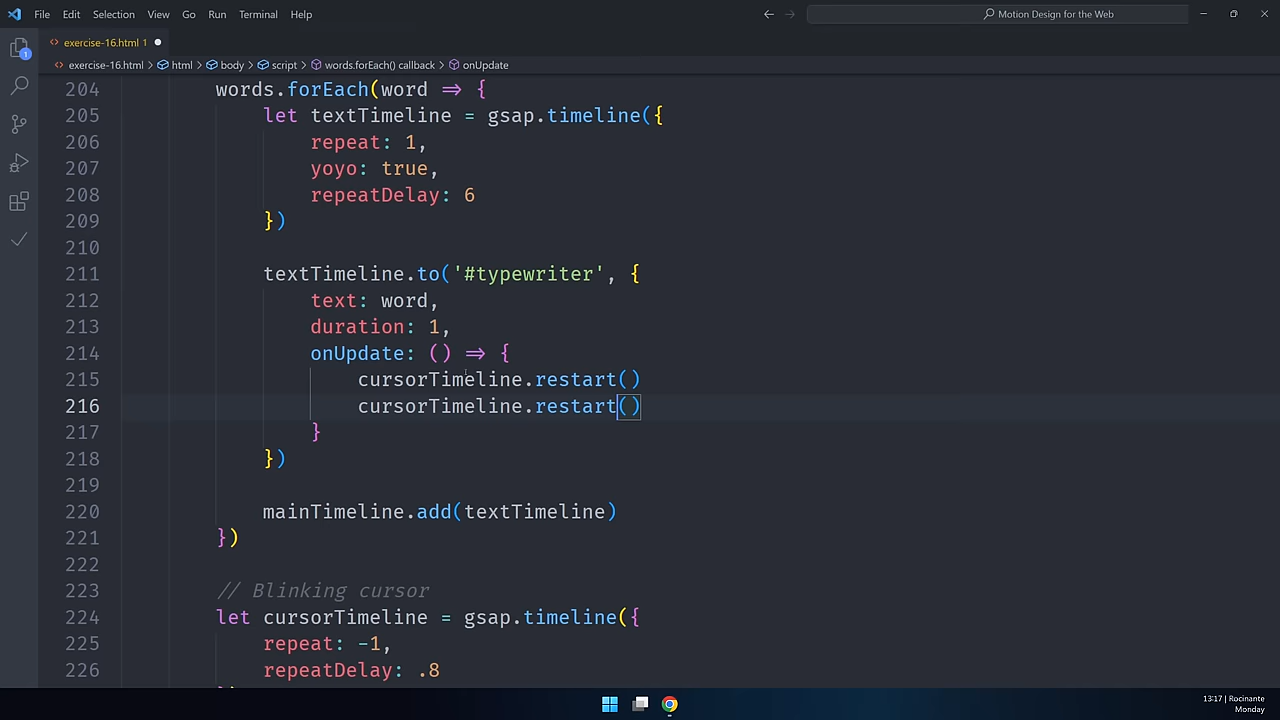 File Edit Selection View Go Run Terminal Help
Motion Design for the Web
exercise-16.html 1
exercise-16.html > html > body > script > words.forEach() callback > onUpdate
1
204 words.forEach(word => {
205 let textTimeline = gsap.timeline({
206 repeat: 1,
207 yoyo: true,
208 repeatDelay: 6
209 })
210
211 textTimeline.to('#typewriter', {
212 text: word,
213 duration: 1,
214 onUpdate: () => {
215 cursorTimeline.restart()
216 cursorTimeline.restart()
217 }
218 })
219
220 mainTimeline.add(textTimeline)
221 })
222
223 // Blinking cursor
224 let cursorTimeline = gsap.timeline({
225 repeat: -1,
226 repeatDelay: .8
13:17 | Rocinante
Monday